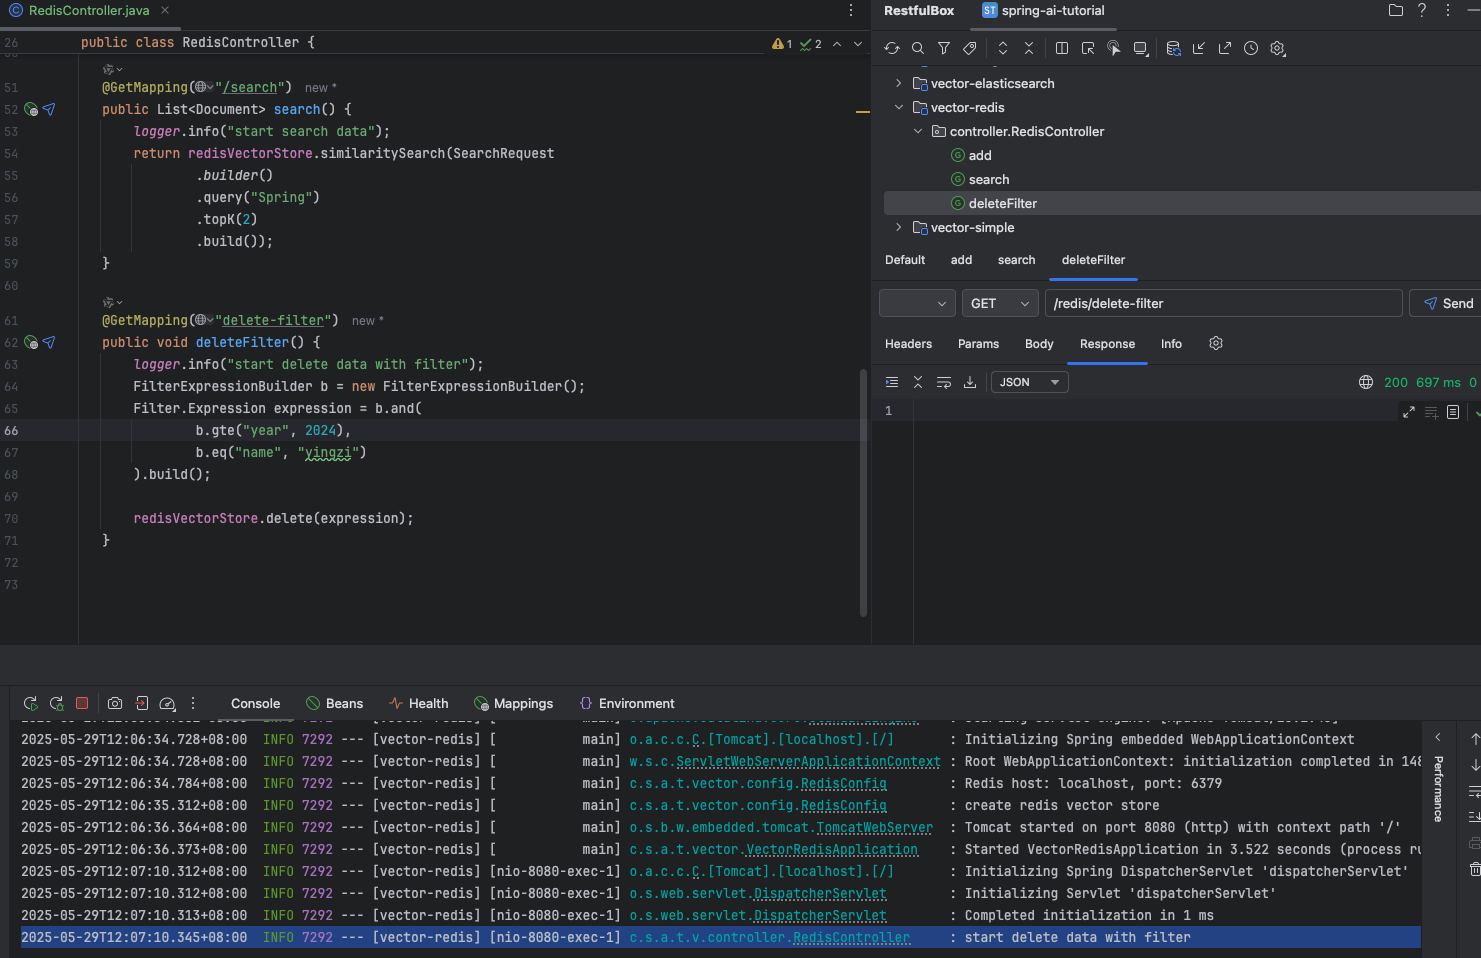 RedisController.java
RestfulBox
spring-ai-tutorial
26 public class RedisController {
1
2
51 @GetMapping("/search") new *
52 public List<Document> search() {
53 logger.info("start search data");
54 return redisVectorStore.similaritySearch(SearchRequest
55 .builder()
56 .query("Spring")
57 .topK(2)
58 .build());
59 }
60
61 @GetMapping("delete-filter") new *
62 public void deleteFilter() {
63 logger.info("start delete data with filter");
64 FilterExpressionBuilder b = new FilterExpressionBuilder();
65 Filter.Expression expression = b.and(
66 b.gte("year", 2024),
67 b.eq("name", "yingzi")
68 ).build();
69
70 redisVectorStore.delete(expression);
71 }
72
73
vector-elasticsearch
vector-redis
controller.RedisController
add
search
deleteFilter
vector-simple
Default add search deleteFilter
GET /redis/delete-filter Send
Headers Params Body Response Info
JSON 200 697 ms 0
1
Console Beans Health Mappings Environment
2025-05-29T12:06:34.728+08:00 INFO 7292 --- [vector-redis] [ main] o.a.c.c.C.[Tomcat].[localhost].[/] : Initializing Spring embedded WebApplicationContext
2025-05-29T12:06:34.728+08:00 INFO 7292 --- [vector-redis] [ main] w.s.c.ServletWebServerApplicationContext : Root WebApplicationContext: initialization completed in 148
2025-05-29T12:06:34.784+08:00 INFO 7292 --- [vector-redis] [ main] c.s.a.t.vector.config.RedisConfig : Redis host: localhost, port: 6379
2025-05-29T12:06:35.312+08:00 INFO 7292 --- [vector-redis] [ main] c.s.a.t.vector.config.RedisConfig : create redis vector store
2025-05-29T12:06:36.364+08:00 INFO 7292 --- [vector-redis] [ main] o.s.b.w.embedded.tomcat.TomcatWebServer : Tomcat started on port 8080 (http) with context path '/'
2025-05-29T12:06:36.373+08:00 INFO 7292 --- [vector-redis] [ main] c.s.a.t.vector.VectorRedisApplication : Started VectorRedisApplication in 3.522 seconds (process ru
2025-05-29T12:07:10.312+08:00 INFO 7292 --- [vector-redis] [nio-8080-exec-1] o.a.c.c.C.[Tomcat].[localhost].[/] : Initializing Spring DispatcherServlet 'dispatcherServlet'
2025-05-29T12:07:10.312+08:00 INFO 7292 --- [vector-redis] [nio-8080-exec-1] o.s.web.servlet.DispatcherServlet : Initializing Servlet 'dispatcherServlet'
2025-05-29T12:07:10.313+08:00 INFO 7292 --- [vector-redis] [nio-8080-exec-1] o.s.web.servlet.DispatcherServlet : Completed initialization in 1 ms
2025-05-29T12:07:10.345+08:00 INFO 7292 --- [vector-redis] [nio-8080-exec-1] c.s.a.t.v.controller.RedisController : start delete data with filter
Performance